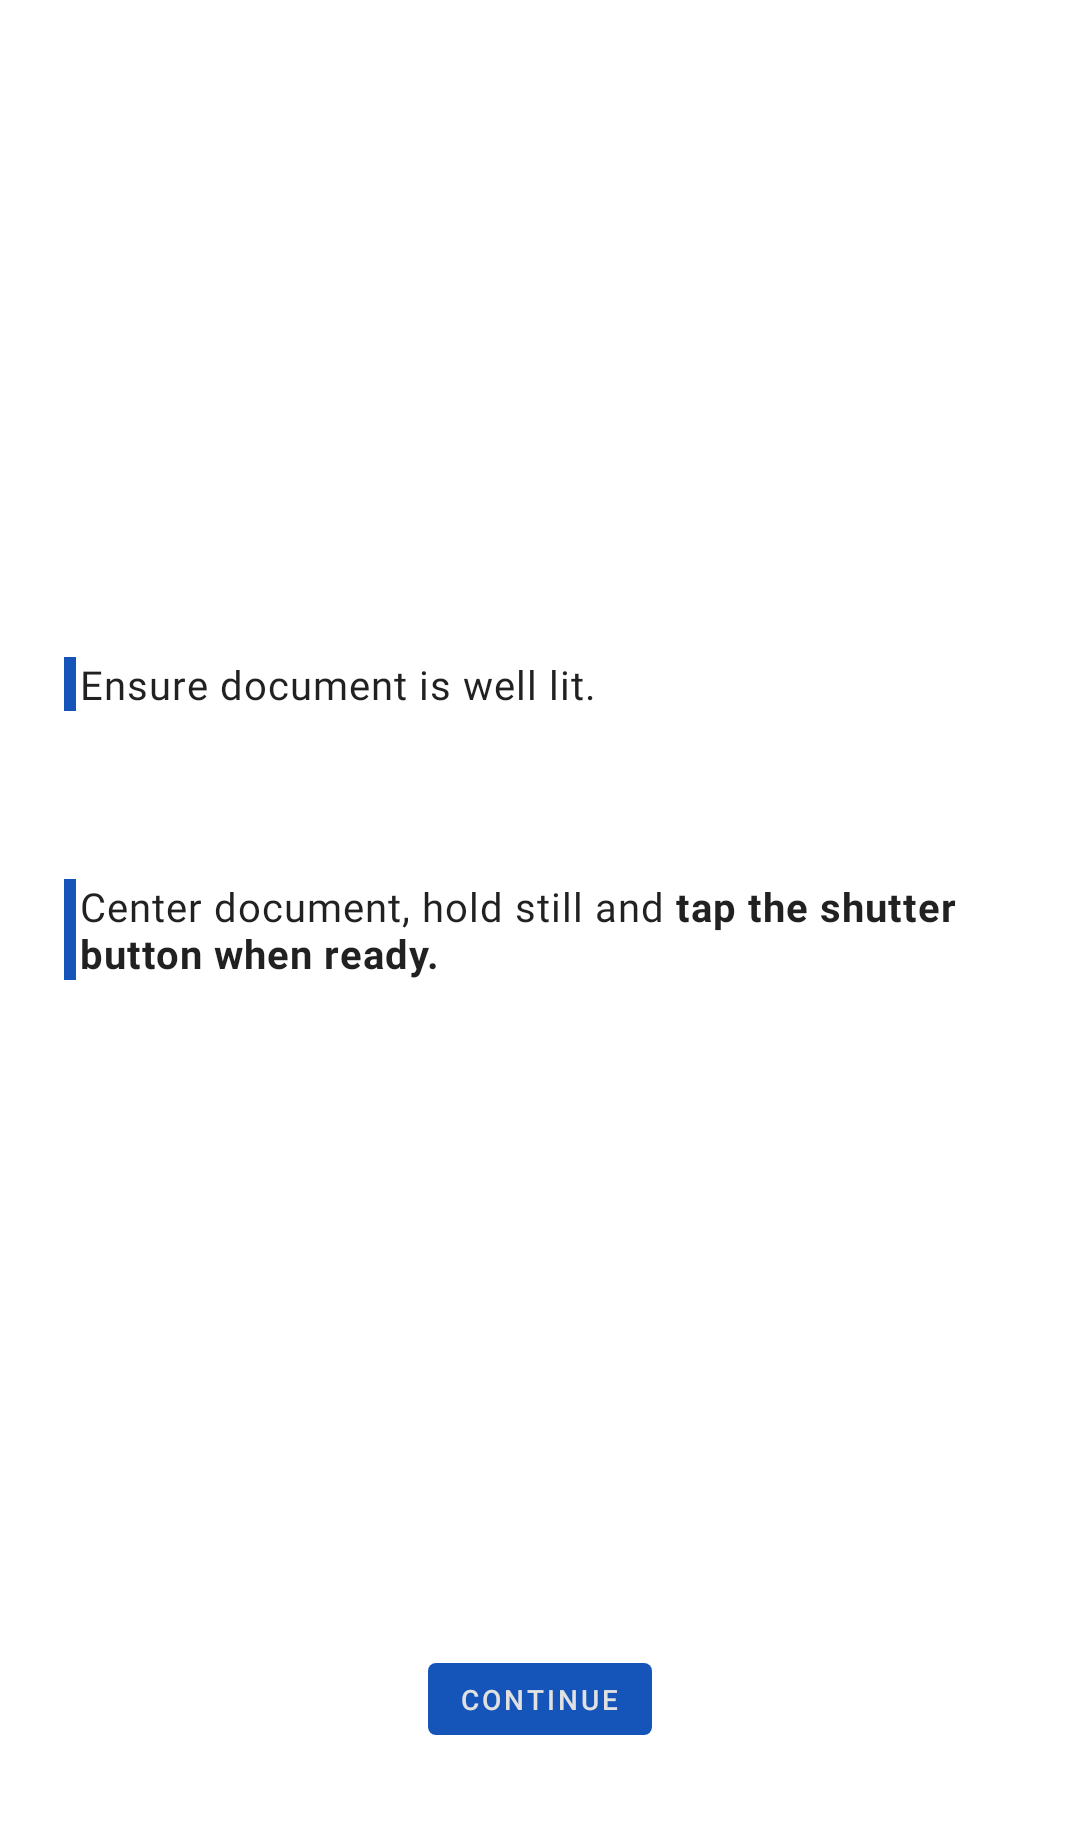 Ensure document is well lit.
Center document, hold still and tap the shutter
button when ready.
CONTINUE